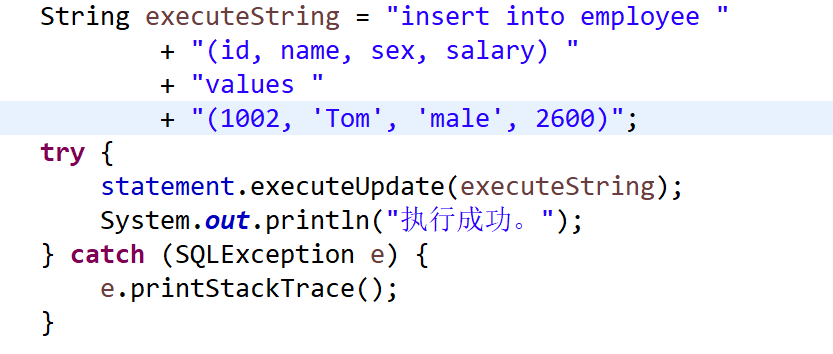 String executeString = "insert into employee "
+ "(id, name, sex, salary) "
+ "values "
+ "(1002, 'Tom', 'male', 2600)";
try {
statement.executeUpdate(executeString);
System.out.println("执行成功。");
} catch (SQLException e) {
e.printStackTrace();
}